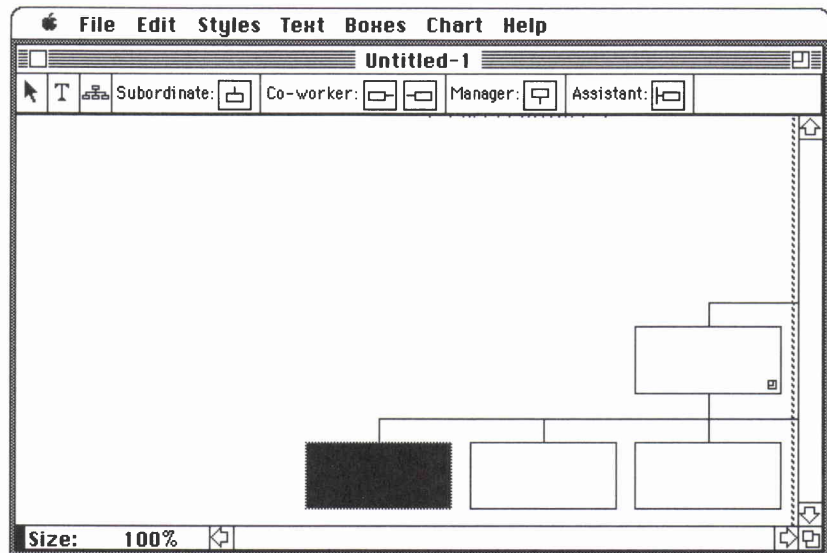 File Edit Styles Text Boxes Chart Help
Untitled-1
T Subordinate: Co-worker: Manager: Assistant:
Size: 100%